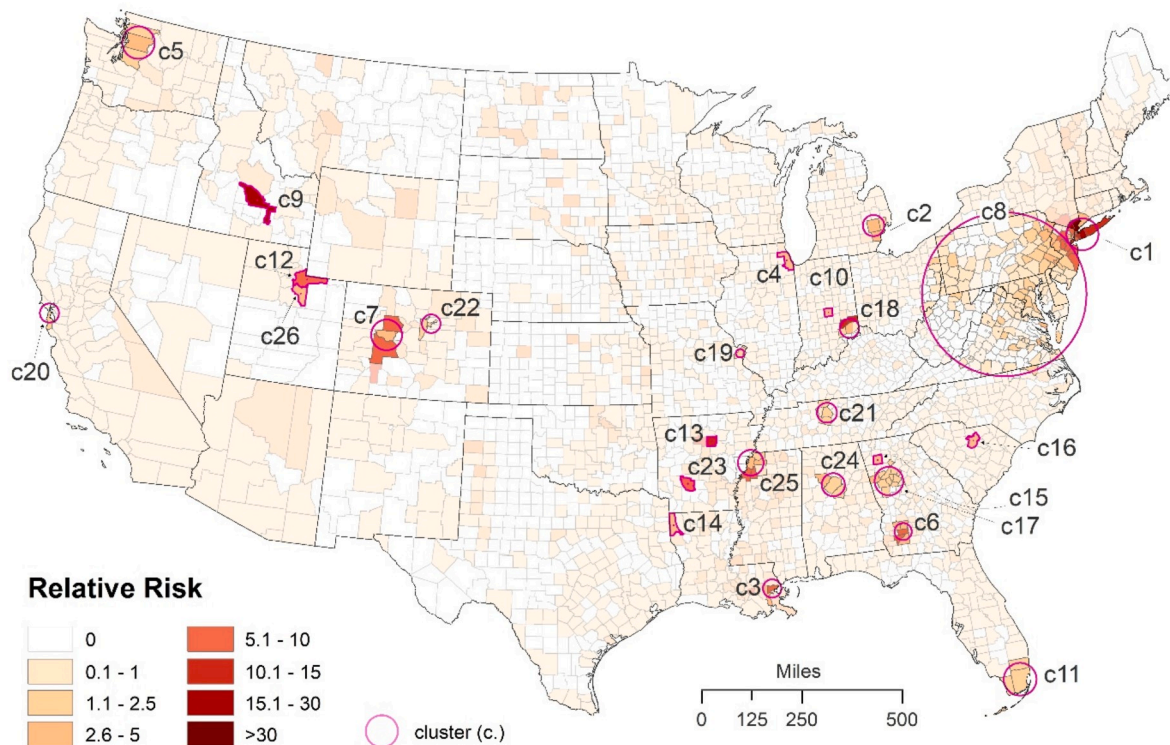 c5
c8
c2
c1
c9
c4
c10
c12
c18
c7
c22
c26
c19
c20
c21
c13
c16
c23
c25
c24
c15
c14
c17
c6
c3
c11
Relative Risk
0
5.1 - 10
0.1 - 1
10.1 - 15
1.1 - 2.5
15.1 - 30
2.6 - 5
>30
cluster (c.)
Miles
0 125 250 500